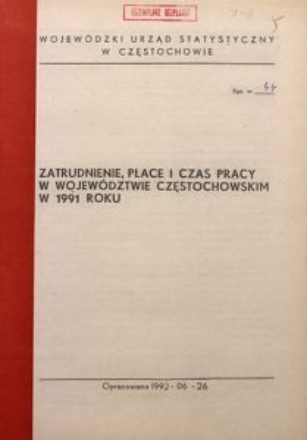 EGZEMPLARZ BEZPŁATNY
5
WOJEWÓDZKI URZĄD STATYSTYCZNY
W CZĘSTOCHOWIE
Egz. nr 64
ZATRUDNIENIE, PŁACE I CZAS PRACY
W WOJEWÓDZTWIE CZĘSTOCHOWSKIM
W 1991 ROKU
Opracowano 1992-06-26